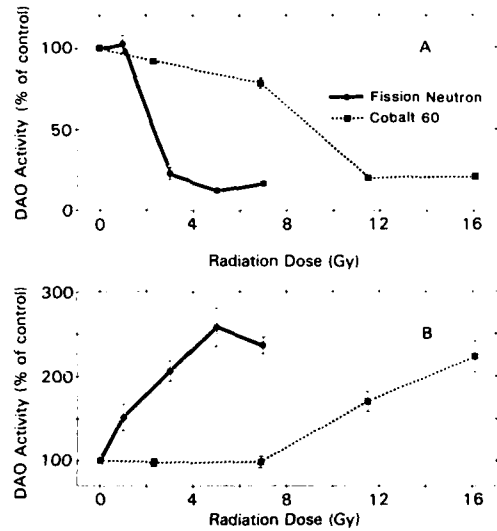 A
100
50
0
DAO Activity (% of control)
Fission Neutron
Cobalt 60
0 4 8 12 16
Radiation Dose (Gy)
B
300
200
100
DAO Activity (% of control)
0 4 8 12 16
Radiation Dose (Gy)